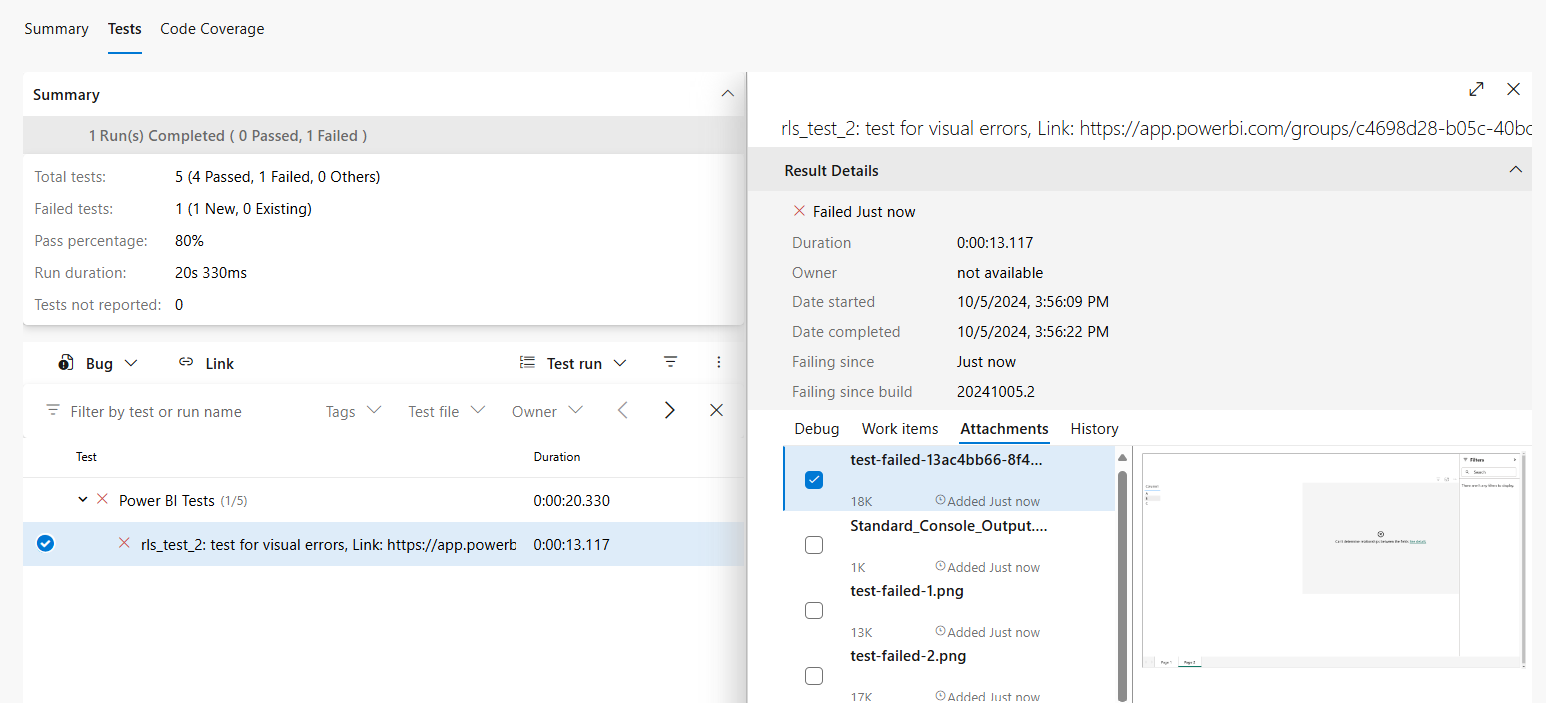 Summary Tests Code Coverage
Summary
1 Run(s) Completed ( 0 Passed, 1 Failed )
Total tests: 5 (4 Passed, 1 Failed, 0 Others)
Failed tests: 1 (1 New, 0 Existing)
Pass percentage: 80%
Run duration: 20s 330ms
Tests not reported: 0
Bug Link Test run
Filter by test or run name Tags Test file Owner
Test Duration
Power BI Tests (1/5) 0:00:20.330
rls_test_2: test for visual errors, Link: https://app.powerb 0:00:13.117
rls_test_2: test for visual errors, Link: https://app.powerbi.com/groups/c4698d28-b05c-40bc
Result Details
Failed Just now
Duration 0:00:13.117
Owner not available
Date started 10/5/2024, 3:56:09 PM
Date completed 10/5/2024, 3:56:22 PM
Failing since Just now
Failing since build 20241005.2
Debug Work items Attachments History
test-failed-13ac4bb66-8f4...
18K Added Just now
Standard_Console_Output....
1K Added Just now
test-failed-1.png
13K Added Just now
test-failed-2.png
17K Added Just now
Filters
Search
There aren't any filters to display.
Can't determine relationships between the fields. See details
Page 1 Page 2